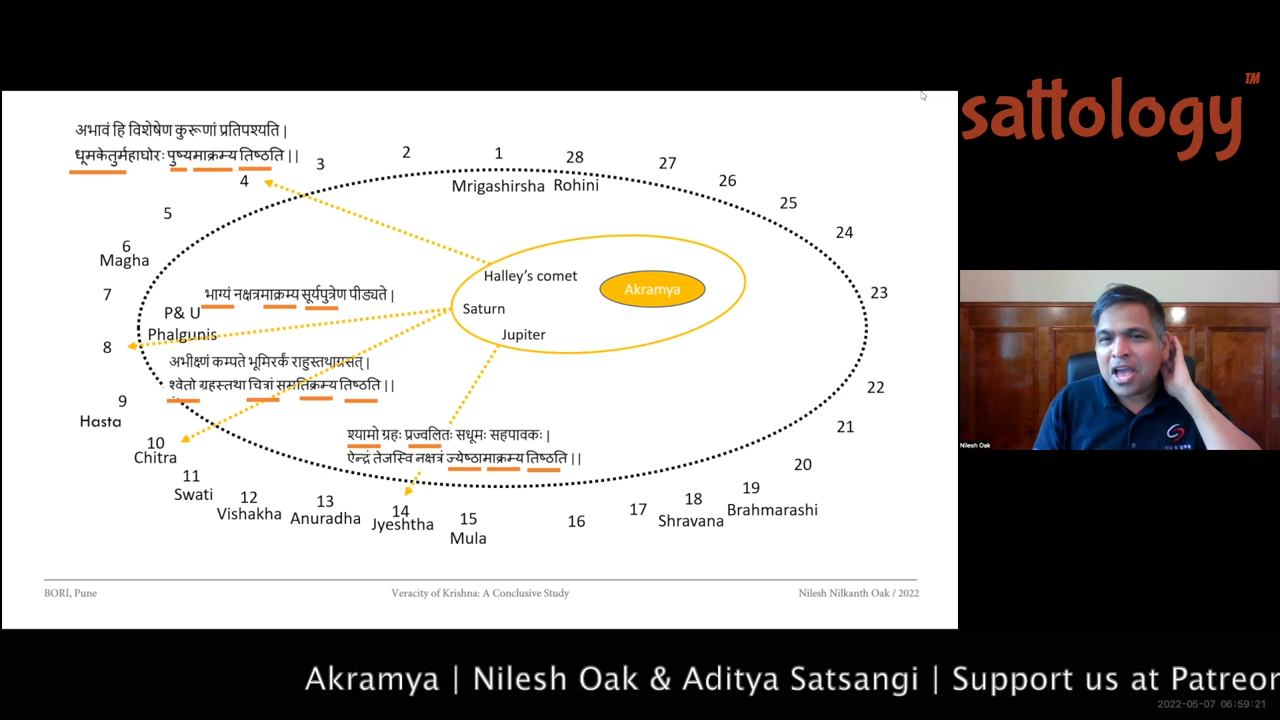 sattology™
अभावं हि विशेषेण कुरूणां प्रतिपश्यति |
धूमकेतुर्महाघोरः पुष्यमाक्रम्य तिष्ठति ||
1
2
3
4
5
6
Magha
7
P& U
Phalgunis
8
9
Hasta
10
Chitra
11
Swati
12
Vishakha
13
Anuradha
14
Jyeshtha
15
Mula
16
17
18
Shravana
19
Brahmarashi
20
21
22
23
24
25
26
27
28
Mrigashirsha Rohini
Halley's comet
Akramya
Saturn
Jupiter
भाग्यं नक्षत्रमाक्रम्य सूर्यपुत्रेण पीड्यते |
अभीक्ष्णं कम्पते भूमिरर्कं राहुस्तथाग्रसत् |
श्वेतो ग्रहस्तथा चित्रां समतिक्रम्य तिष्ठति ||
श्यामो ग्रहः प्रज्वलितः सधूमः सहपावकः |
ऐन्द्रं तेजस्वि नक्षत्रं ज्येष्ठामाक्रम्य तिष्ठति ||
BORI, Pune
Veracity of Krishna: A Conclusive Study
Nilesh Nilkanth Oak / 2022
Nilesh Oak
Akramya | Nilesh Oak & Aditya Satsangi | Support us at Patreor
2022-05-07 06:59:21